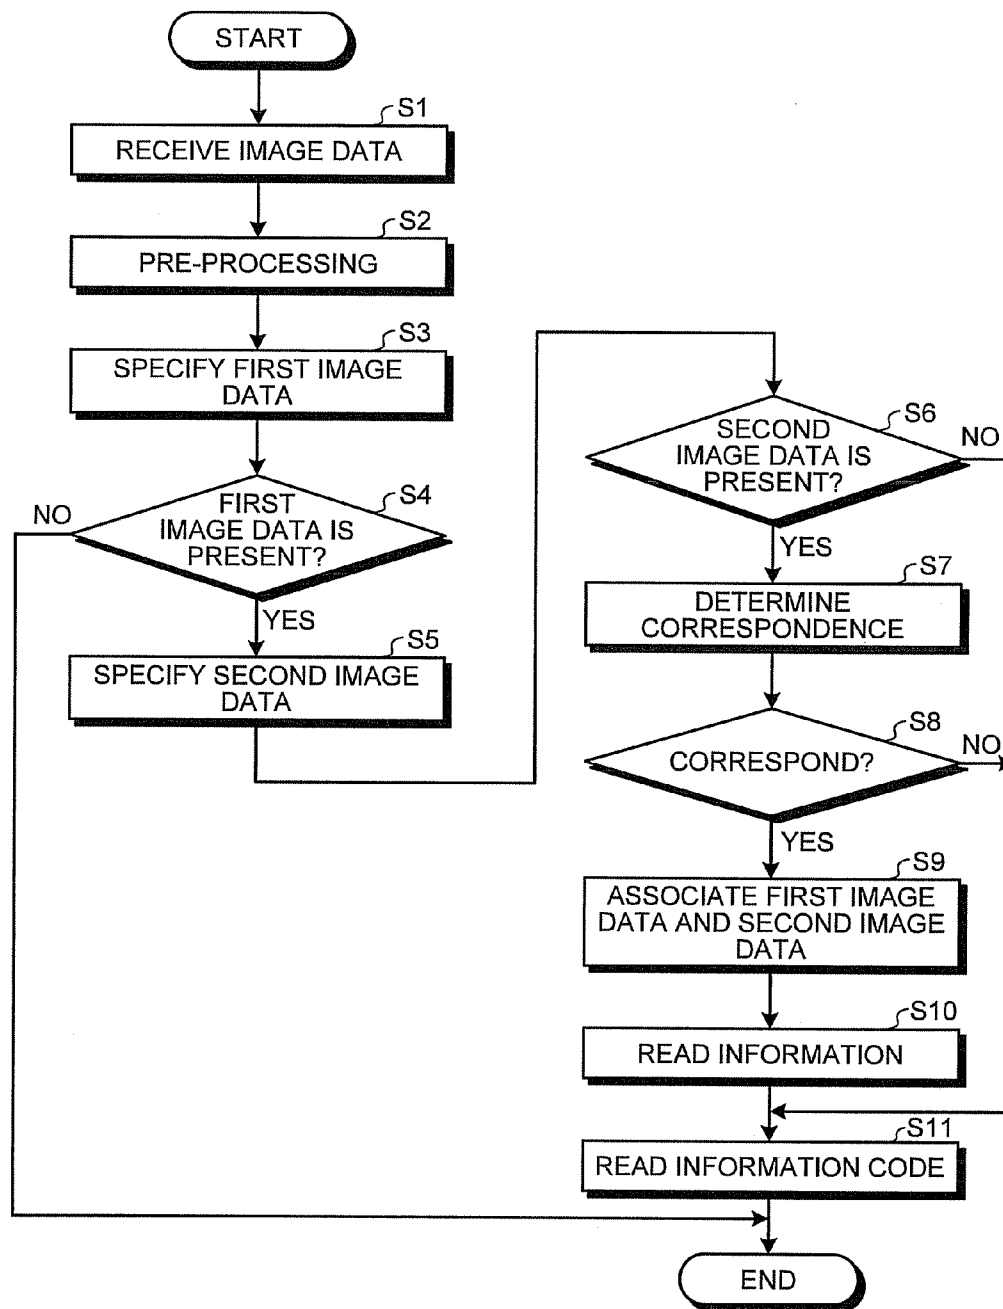 START
S1
RECEIVE IMAGE DATA
S2
PRE-PROCESSING
S3
SPECIFY FIRST IMAGE
DATA
S4
FIRST
IMAGE DATA IS
PRESENT?
NO
YES
S5
SPECIFY SECOND IMAGE
DATA
S6
SECOND
IMAGE DATA IS
PRESENT?
NO
YES
S7
DETERMINE
CORRESPONDENCE
S8
CORRESPOND?
NO
YES
S9
ASSOCIATE FIRST IMAGE
DATA AND SECOND IMAGE
DATA
S10
READ INFORMATION
S11
READ INFORMATION CODE
END